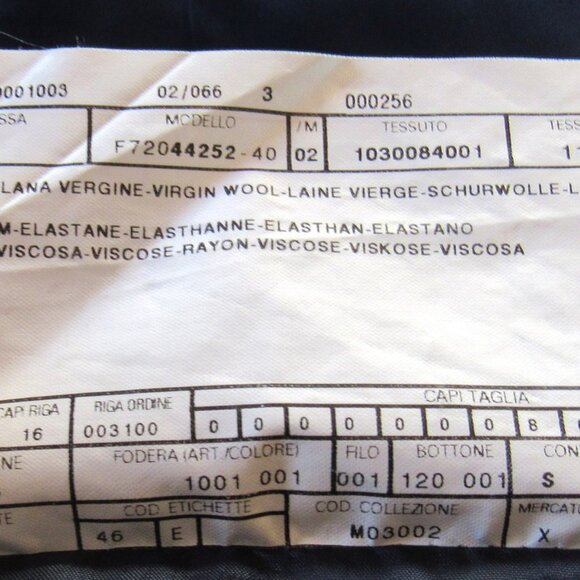 0001003 02/066 3 000256
SSA MODELLO /M TESSUTO TESS
F72044252-40 02 1030084001 11
LANA VERGINE-VIRGIN WOOL-LAINE VIERGE-SCHURWOLLE-L
M-ELASTANE-ELASTHANNE-ELASTHAN-ELASTANO
VISCOSA-VISCOSE-RAYON-VISCOSE-VISKOSE-VISCOSA
CAPI RIGA RIGA ORDINE CAPI TAGLIA
16 003100 0 0 0 0 0 0 0 8 6
NE FODERA (ART./COLORE) FILO BOTTONE CON
1001 001 001 120 001 S
TE COD. ETICHETTE COD. COLLEZIONE MERCAT
46 E M03002 X